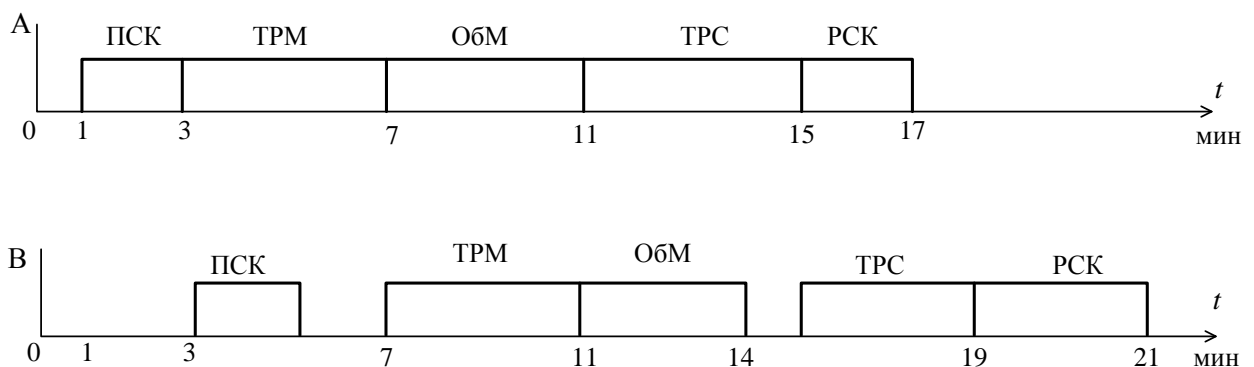 А ПСК ТРМ ОбМ ТРС РСК
t
0 1 3 7 11 15 17 мин
В ПСК ТРМ ОбМ ТРС РСК
t
0 1 3 7 11 14 19 21 мин